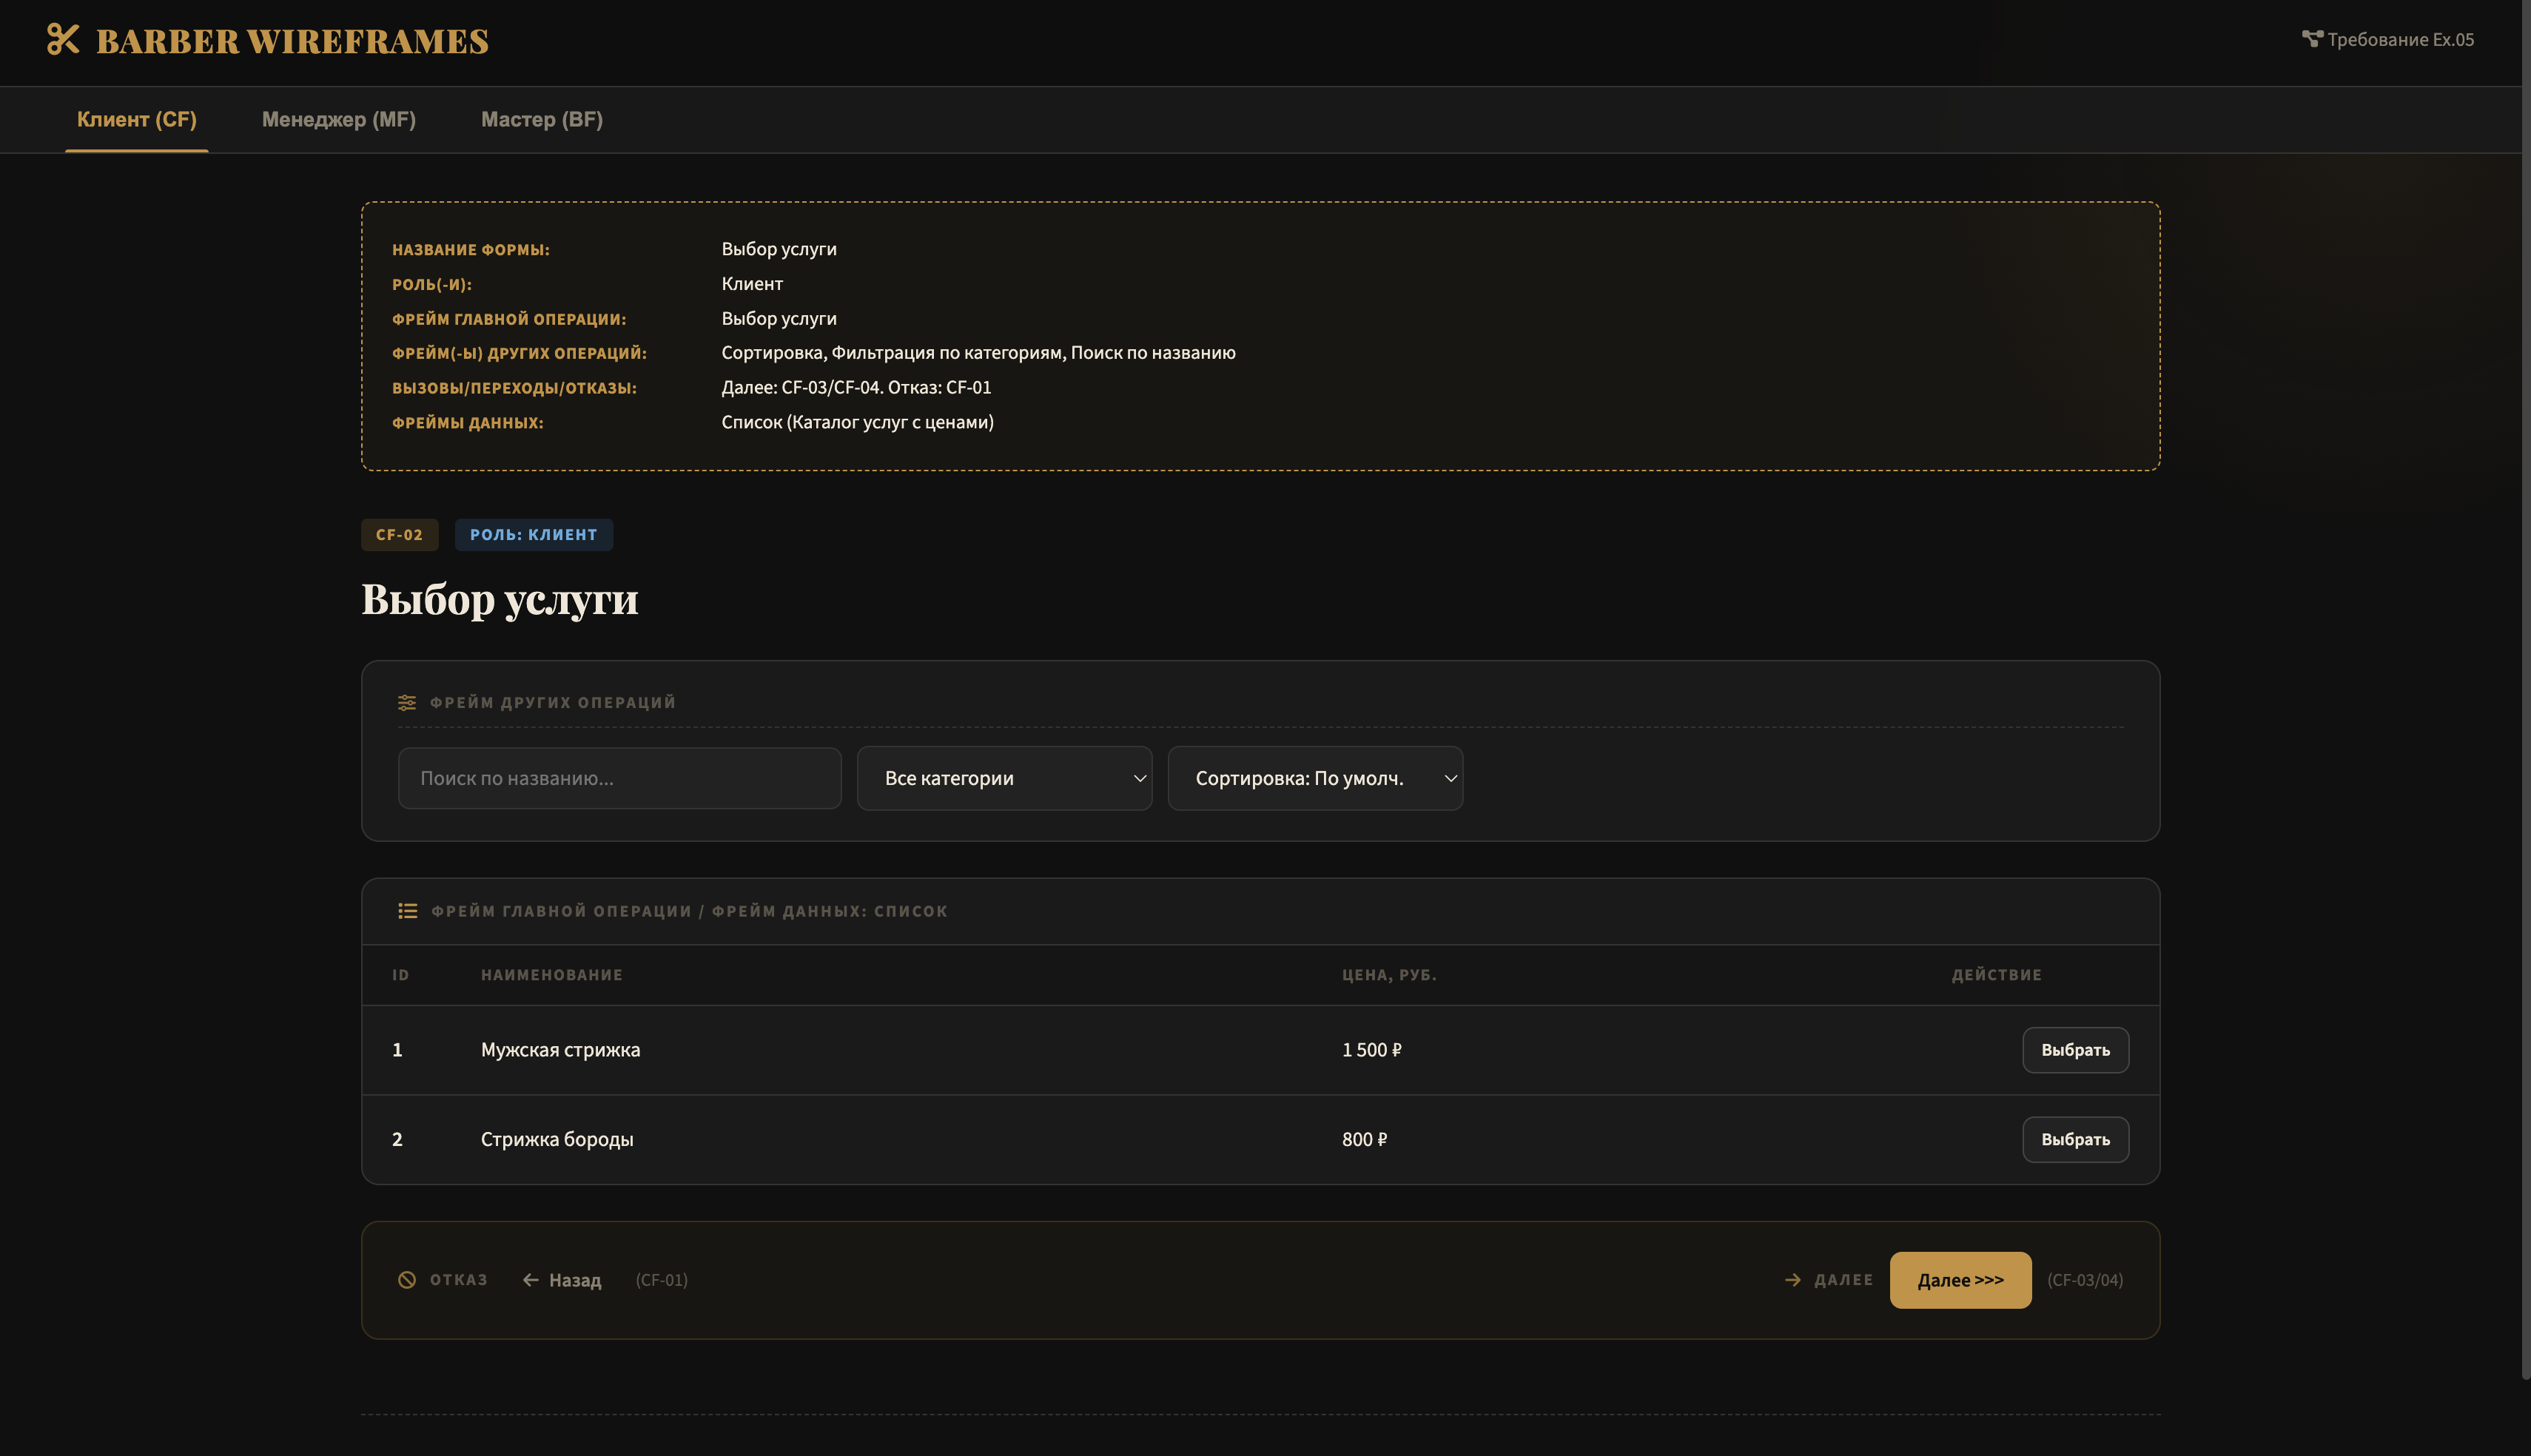 BARBER WIREFRAMES
Требование Ex.05
Клиент (CF) Менеджер (MF) Мастер (BF)
НАЗВАНИЕ ФОРМЫ: Выбор услуги
РОЛЬ(-И): Клиент
ФРЕЙМ ГЛАВНОЙ ОПЕРАЦИИ: Выбор услуги
ФРЕЙМ(-Ы) ДРУГИХ ОПЕРАЦИЙ: Сортировка, Фильтрация по категориям, Поиск по названию
ВЫЗОВЫ/ПЕРЕХОДЫ/ОТКАЗЫ: Далее: CF-03/CF-04. Отказ: CF-01
ФРЕЙМЫ ДАННЫХ: Список (Каталог услуг с ценами)
CF-02 РОЛЬ: КЛИЕНТ
Выбор услуги
ФРЕЙМ ДРУГИХ ОПЕРАЦИЙ
Поиск по названию... Все категории Сортировка: По умолч.
ФРЕЙМ ГЛАВНОЙ ОПЕРАЦИИ / ФРЕЙМ ДАННЫХ: СПИСОК
ID НАИМЕНОВАНИЕ ЦЕНА, РУБ. ДЕЙСТВИЕ
1 Мужская стрижка 1 500 ₽ Выбрать
2 Стрижка бороды 800 ₽ Выбрать
ОТКАЗ ← Назад (CF-01) → ДАЛЕЕ Далее >>> (CF-03/04)